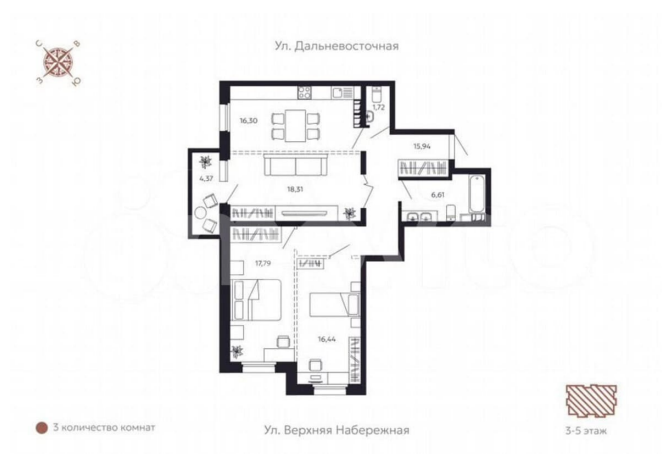 Ул. Дальневосточная
С
В
З
Ю
1,72
16,30
15,94
4,37
18,31
6,61
17,79
16,44
3 количество комнат
Ул. Верхняя Набережная
3-5 этаж